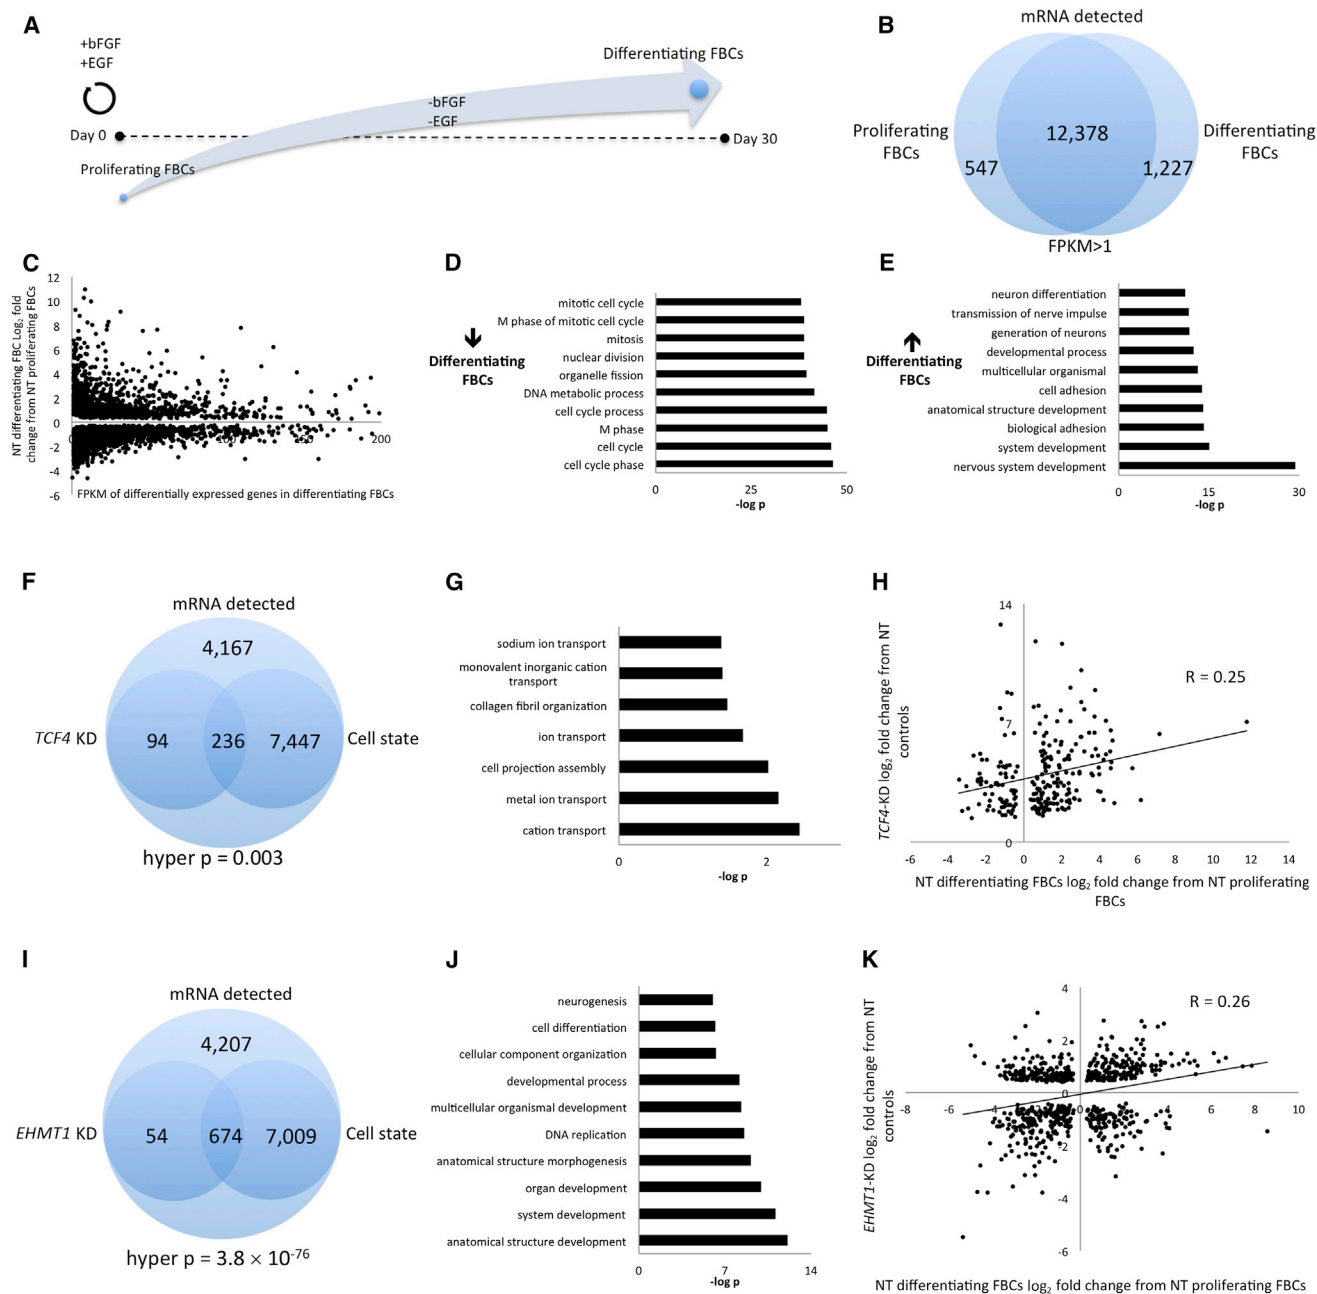 A
+bFGF
+EGF
Day 0
Proliferating FBCs
-bFGF
-EGF
Differentiating FBCs
Day 30
B
mRNA detected
Proliferating
FBCs
547
12,378
1,227
Differentiating
FBCs
FPKM>1
C
NT differentiating FBC Log2 fold
change from NT proliferating FBCs
12
10
8
6
4
2
0
-2
-4
-6
200
FPKM of differentially expressed genes in differentiating FBCs
D
Differentiating
FBCs
mitotic cell cycle
M phase of mitotic cell cycle
mitosis
nuclear division
organelle fission
DNA metabolic process
cell cycle process
M phase
cell cycle
cell cycle phase
0 25 50
-log p
E
Differentiating
FBCs
neuron differentiation
transmission of nerve impulse
generation of neurons
developmental process
multicellular organismal
cell adhesion
anatomical structure development
biological adhesion
system development
nervous system development
0 15 30
-log p
F
mRNA detected
4,167
TCF4 KD
94
236
7,447
Cell state
hyper p = 0.003
G
sodium ion transport
monovalent inorganic cation
transport
collagen fibril organization
ion transport
cell projection assembly
metal ion transport
cation transport
0 2
-log p
H
TCF4-KD log2 fold change from NT
controls
14
7
0
R = 0.25
-6 -4 -2 0 2 4 6 8 10 12 14
NT differentiating FBCs log2 fold change from NT proliferating
FBCs
I
mRNA detected
4,207
EHMT1 KD
54
674
7,009
Cell state
hyper p = 3.8 × 10-76
J
neurogenesis
cell differentiation
cellular component organization
developmental process
multicellular organismal development
DNA replication
anatomical structure morphogenesis
organ development
system development
anatomical structure development
0 7 14
-log p
K
EHMT1-KD log2 fold change from NT
controls
4
2
0
-2
-4
-6
R = 0.26
-8 -6 -4 0 6 8 10
NT differentiating FBCs log2 fold change from NT proliferating FBCs